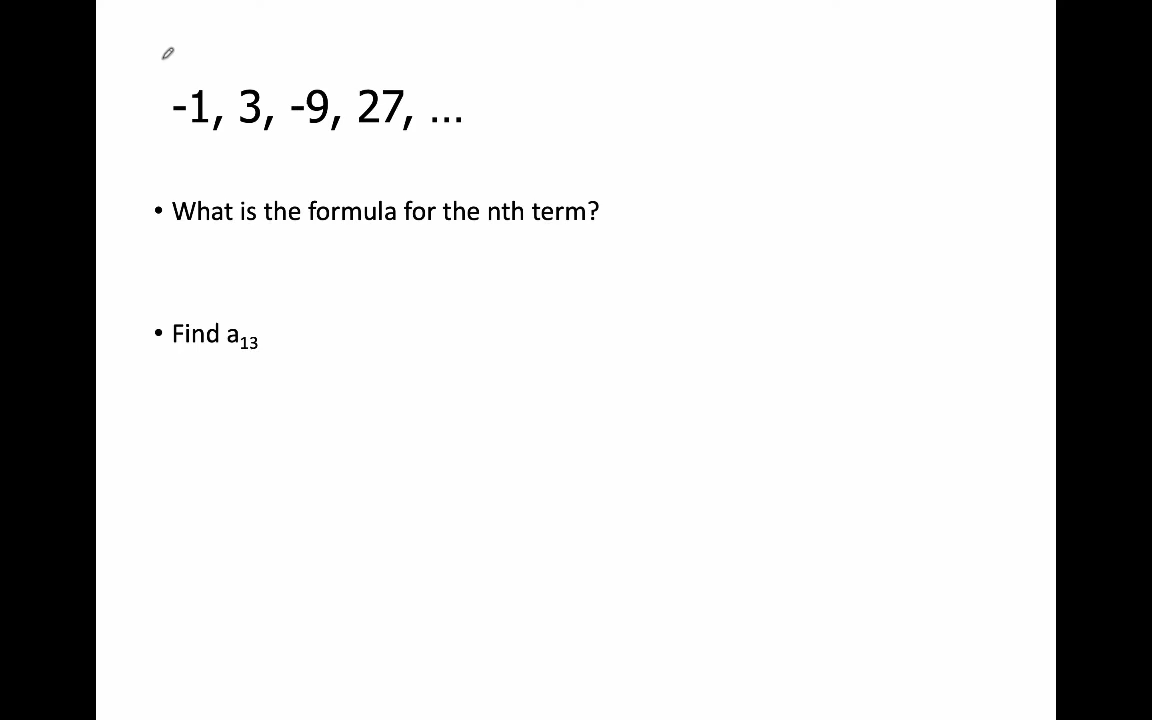 -1, 3, -9, 27, ...
• What is the formula for the nth term?
• Find a₁₃